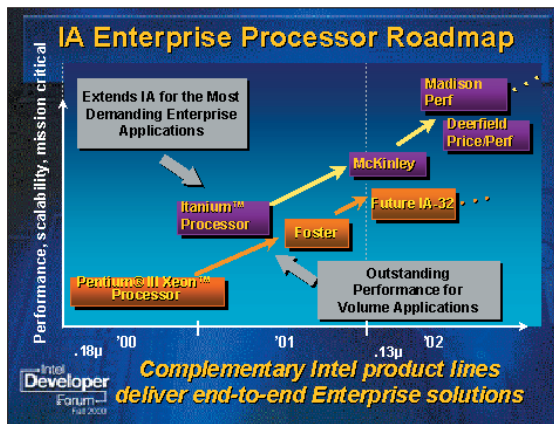 IA Enterprise Processor Roadmap
Performance, scalability, mission critical
Extends IA for the Most
Demanding Enterprise
Applications
Madison
Perf
Deerfield
Price/Perf
McKinley
Itanium™
Processor
Future IA-32
Foster
Pentium® III Xeon™
Processor
Outstanding
Performance for
Volume Applications
.18µ
'00
'01
.13µ
'02
Intel
Developer
Forum
Fall 2000
Complementary Intel product lines
deliver end-to-end Enterprise solutions